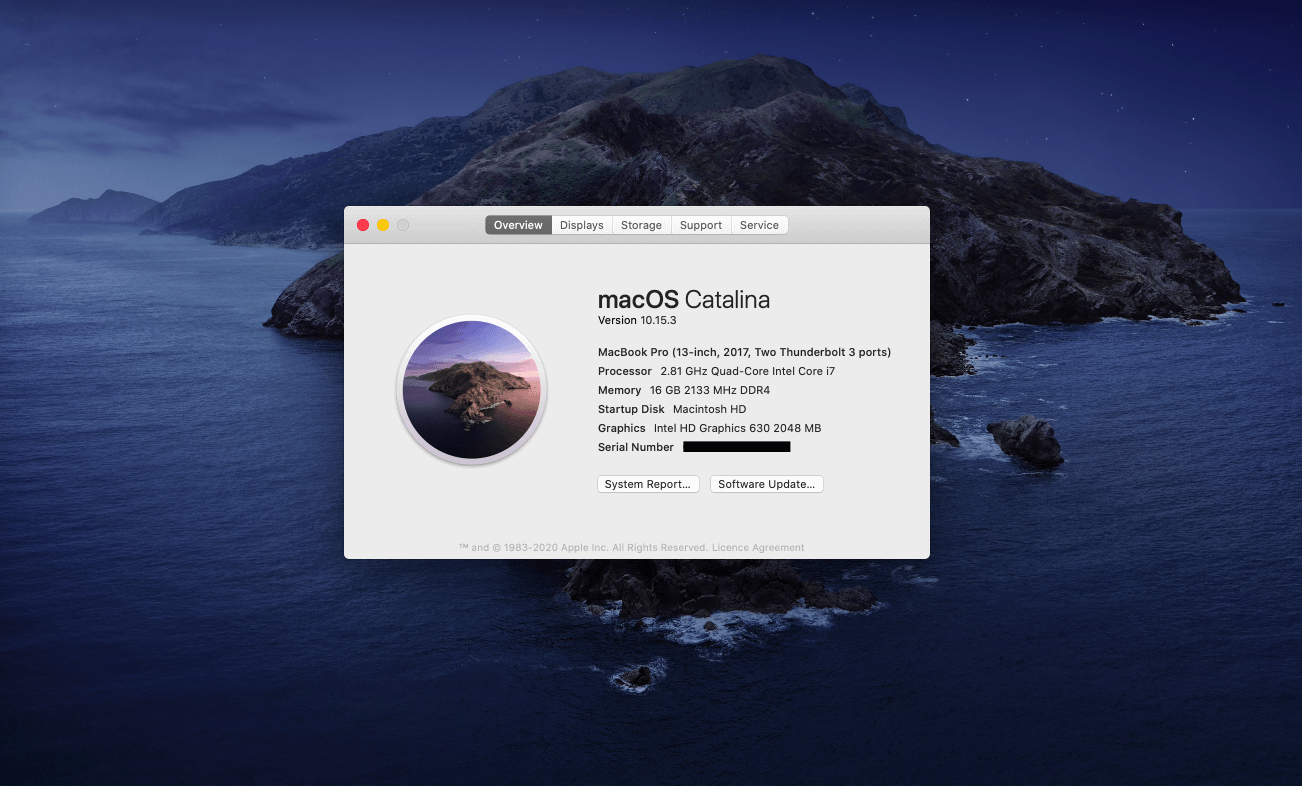 Overview Displays Storage Support Service
macOS Catalina
Version 10.15.3
MacBook Pro (13-inch, 2017, Two Thunderbolt 3 ports)
Processor 2.81 GHz Quad-Core Intel Core i7
Memory 16 GB 2133 MHz DDR4
Startup Disk Macintosh HD
Graphics Intel HD Graphics 630 2048 MB
Serial Number
System Report... Software Update...
™ and © 1983-2020 Apple Inc. All Rights Reserved. Licence Agreement